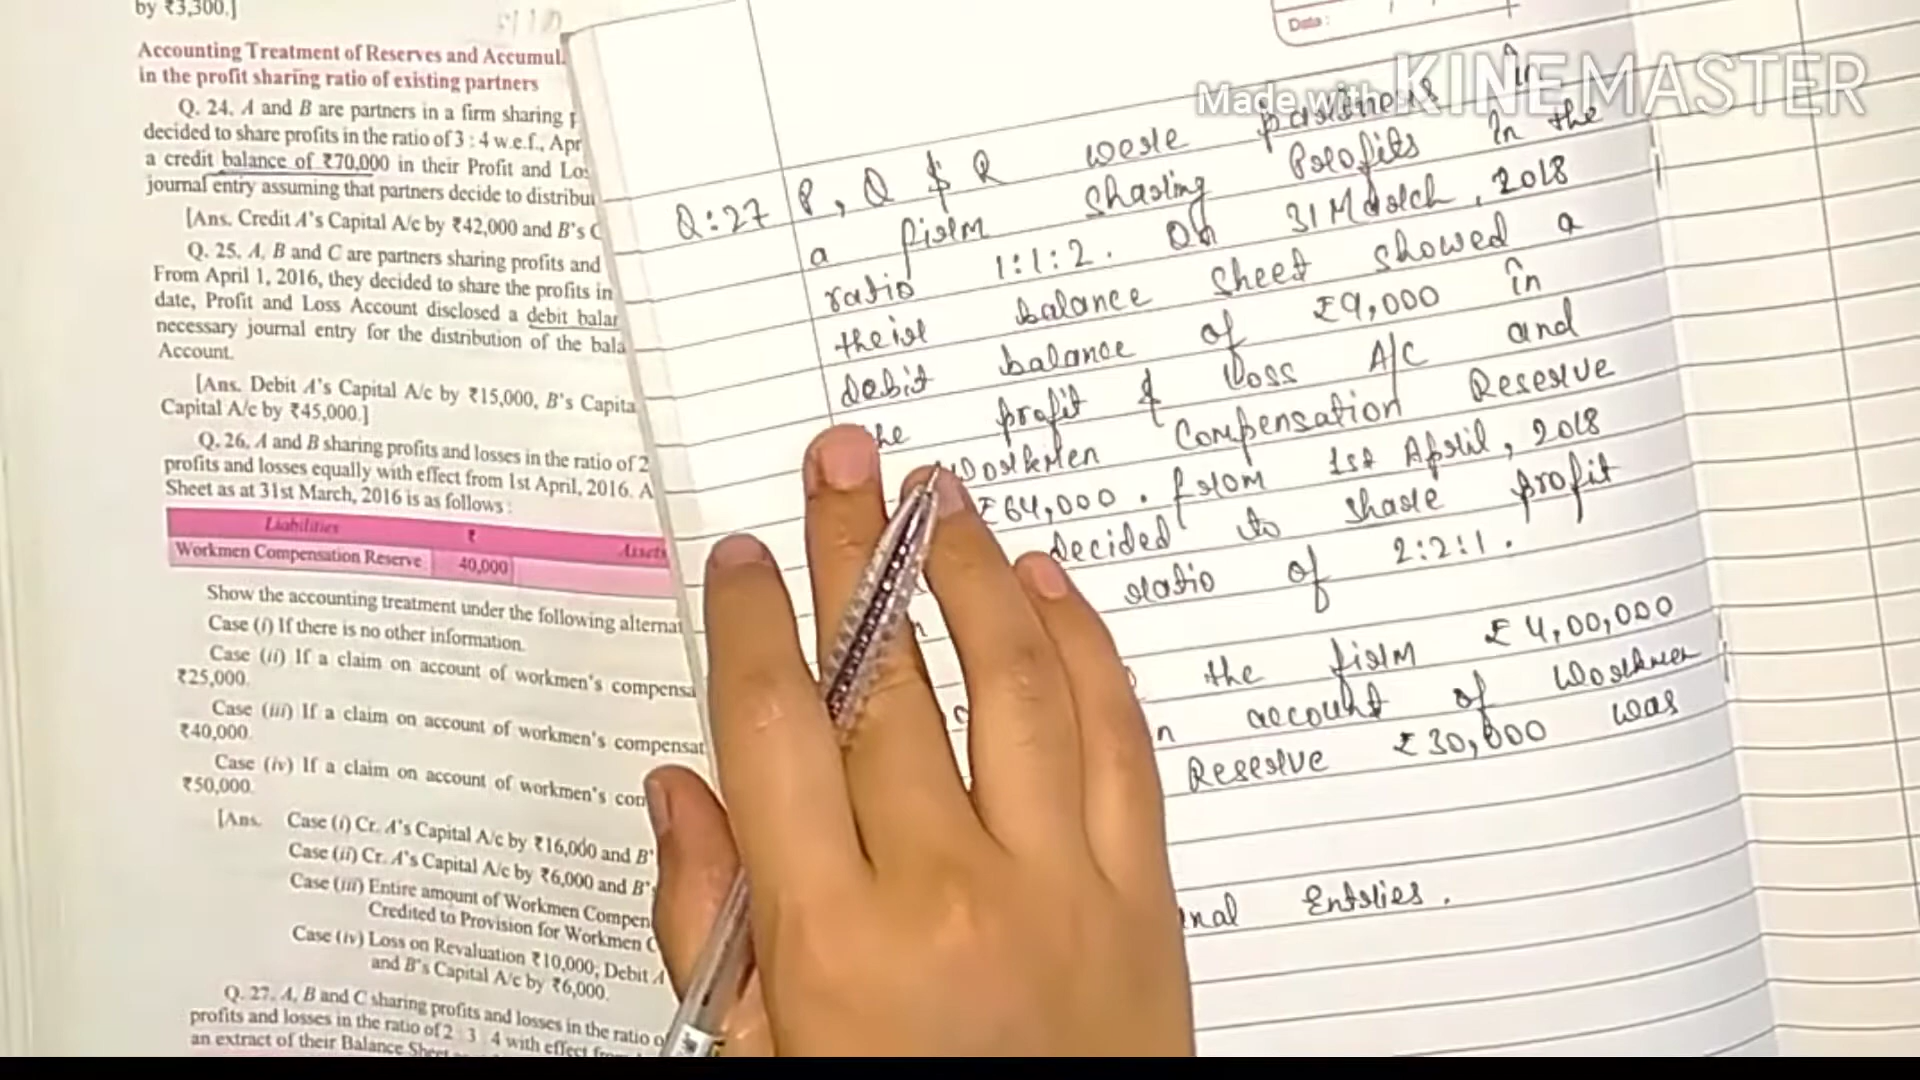 by ₹3,300.]
Accounting Treatment of Reserves and Accumul
in the profit sharing ratio of existing partners
Q. 24. A and B are partners in a firm sharing
decided to share profits in the ratio of 3 : 4 w.e.f., Apr
a credit balance of ₹70,000 in their Profit and Lo
journal entry assuming that partners decide to distribu
[Ans. Credit A's Capital A/c by ₹42,000 and B's C
Q. 25. A, B and C are partners sharing profits and
From April 1, 2016, they decided to share the profits in
date, Profit and Loss Account disclosed a debit balan
necessary journal entry for the distribution of the bala
Account.
[Ans. Debit A's Capital A/c by ₹15,000, B's Capita
Capital A/c by ₹45,000.]
Q. 26. A and B sharing profits and losses in the ratio of 2
profits and losses equally with effect from 1st April, 2016. A
Sheet as at 31st March, 2016 is as follows :
Liabilities ₹ Assets
Workmen Compensation Reserve 40,000
Show the accounting treatment under the following alternat
Case (i) If there is no other information.
Case (ii) If a claim on account of workmen's compensa
₹25,000.
Case (iii) If a claim on account of workmen's compensat
₹40,000.
Case (iv) If a claim on account of workmen's com
₹50,000.
[Ans. Case (i) Cr. A's Capital A/c by ₹16,000 and B'
Case (ii) Cr. A's Capital A/c by ₹6,000 and B's
Case (iii) Entire amount of Workmen Compen
Credited to Provision for Workmen C
Case (iv) Loss on Revaluation ₹10,000; Debit A
and B's Capital A/c by ₹6,000.
Q. 27. A, B and C sharing profits and losses in the ratio o
profits and losses in the ratio of 2 : 3 : 4 with effect from
an extract of their Balance Sheet
Date :
Made with KINEMASTER
Q:27 P, Q & R were partners in
a firm sharing Profits in the
ratio 1:1:2. On 31 March, 2018
their balance sheet showed a
debit balance of ₹9,000 in
the profit & loss A/C and
Workmen Compensation Reserve
₹64,000. from 1st April, 2018
decided to share profit
ratio of 2:2:1.
the firm ₹4,00,000
n account of Workmen
Reserve ₹30,000 was
nal Entries.